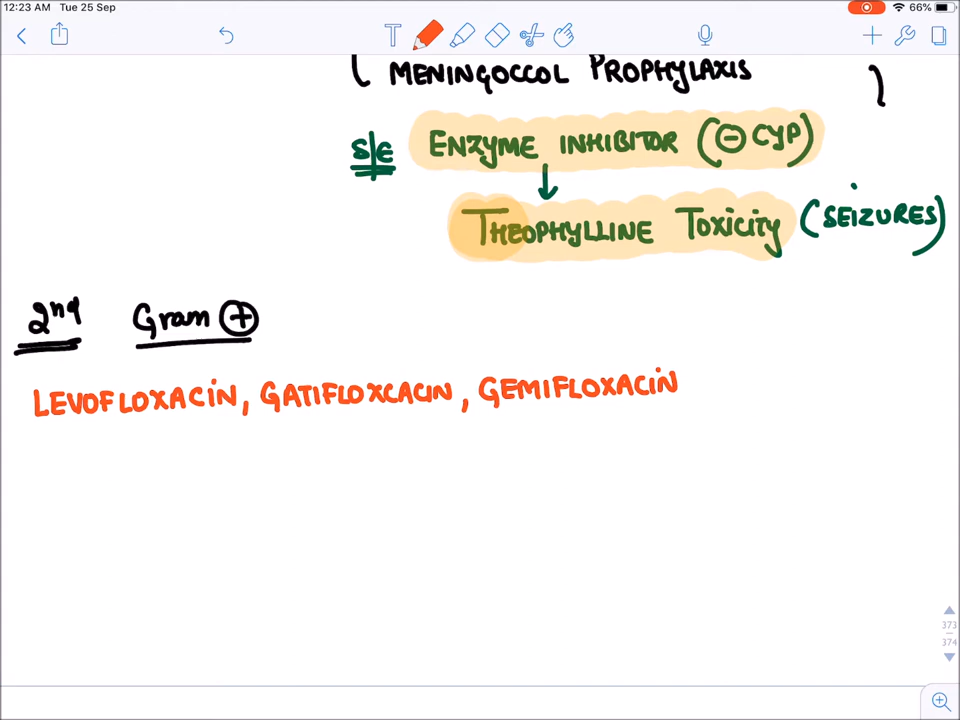 12:23 AM Tue 25 Sep 66%
T
( MENINGOCCOL PROPHYLAXIS )
S/E ENZYME INHIBITOR (⊖ CYP)
↓
THEOPHYLLINE TOXICITY (SEIZURES)
2nd Gram ⊕
LEVOFLOXACIN, GATIFLOXCACIN, GEMIFLOXACIN
373
374